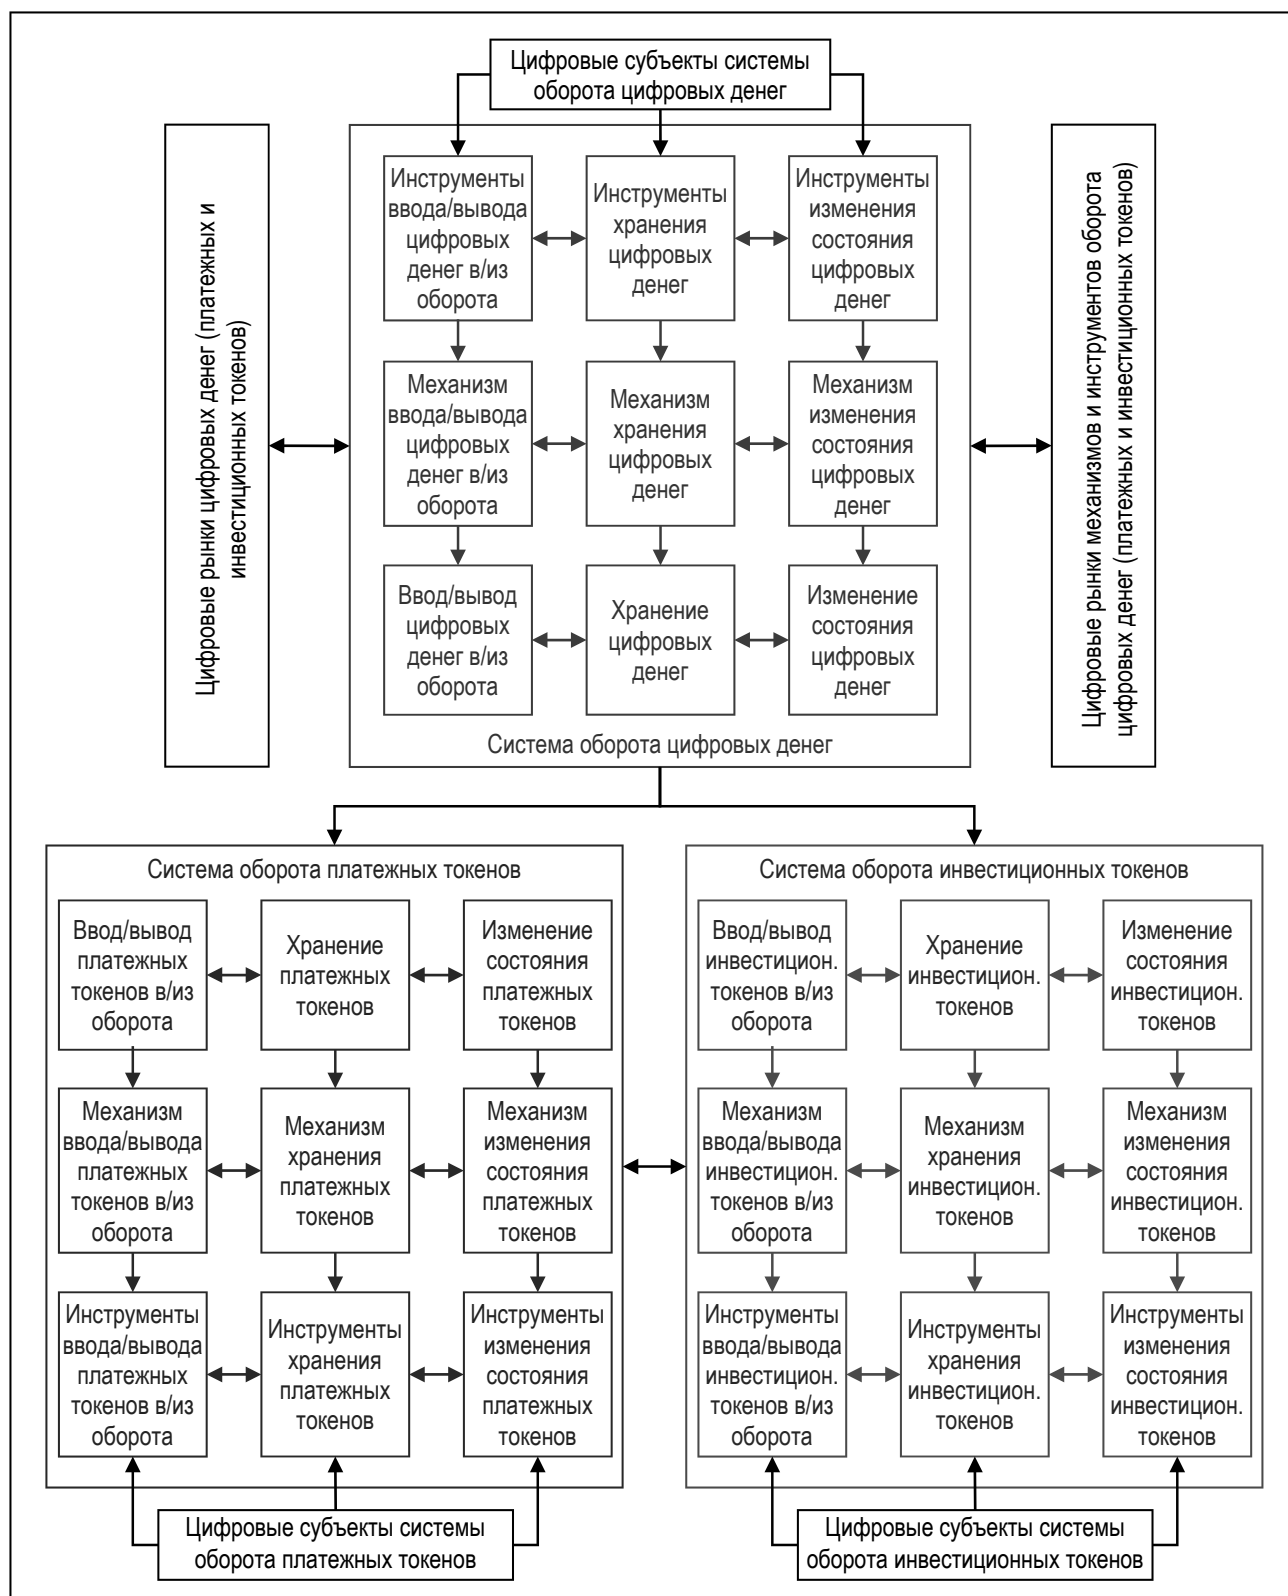 Цифровые субъекты системы
оборота цифровых денег
Цифровые рынки цифровых денег (платежных и
инвестиционных токенов)
Инструменты
ввода/вывода
цифровых
денег в/из
оборота
Инструменты
хранения
цифровых
денег
Инструменты
изменения
состояния
цифровых
денег
Механизм
ввода/вывода
цифровых
денег в/из
оборота
Механизм
хранения
цифровых
денег
Механизм
изменения
состояния
цифровых
денег
Ввод/вывод
цифровых
денег в/из
оборота
Хранение
цифровых
денег
Изменение
состояния
цифровых
денег
Система оборота цифровых денег
Цифровые рынки механизмов и инструментов оборота
цифровых денег (платежных и инвестиционных токенов)
Система оборота платежных токенов
Ввод/вывод
платежных
токенов в/из
оборота
Хранение
платежных
токенов
Изменение
состояния
платежных
токенов
Механизм
ввода/вывода
платежных
токенов в/из
оборота
Механизм
хранения
платежных
токенов
Механизм
изменения
состояния
платежных
токенов
Инструменты
ввода/вывода
платежных
токенов в/из
оборота
Инструменты
хранения
платежных
токенов
Инструменты
изменения
состояния
платежных
токенов
Цифровые субъекты системы
оборота платежных токенов
Система оборота инвестиционных токенов
Ввод/вывод
инвестицион.
токенов в/из
оборота
Хранение
инвестицион.
токенов
Изменение
состояния
инвестицион.
токенов
Механизм
ввода/вывода
инвестицион.
токенов в/из
оборота
Механизм
хранения
инвестицион.
токенов
Механизм
изменения
состояния
инвестицион.
токенов
Инструменты
ввода/вывода
инвестицион.
токенов в/из
оборота
Инструменты
хранения
инвестицион.
токенов
Инструменты
изменения
состояния
инвестицион.
токенов
Цифровые субъекты системы
оборота инвестиционных токенов